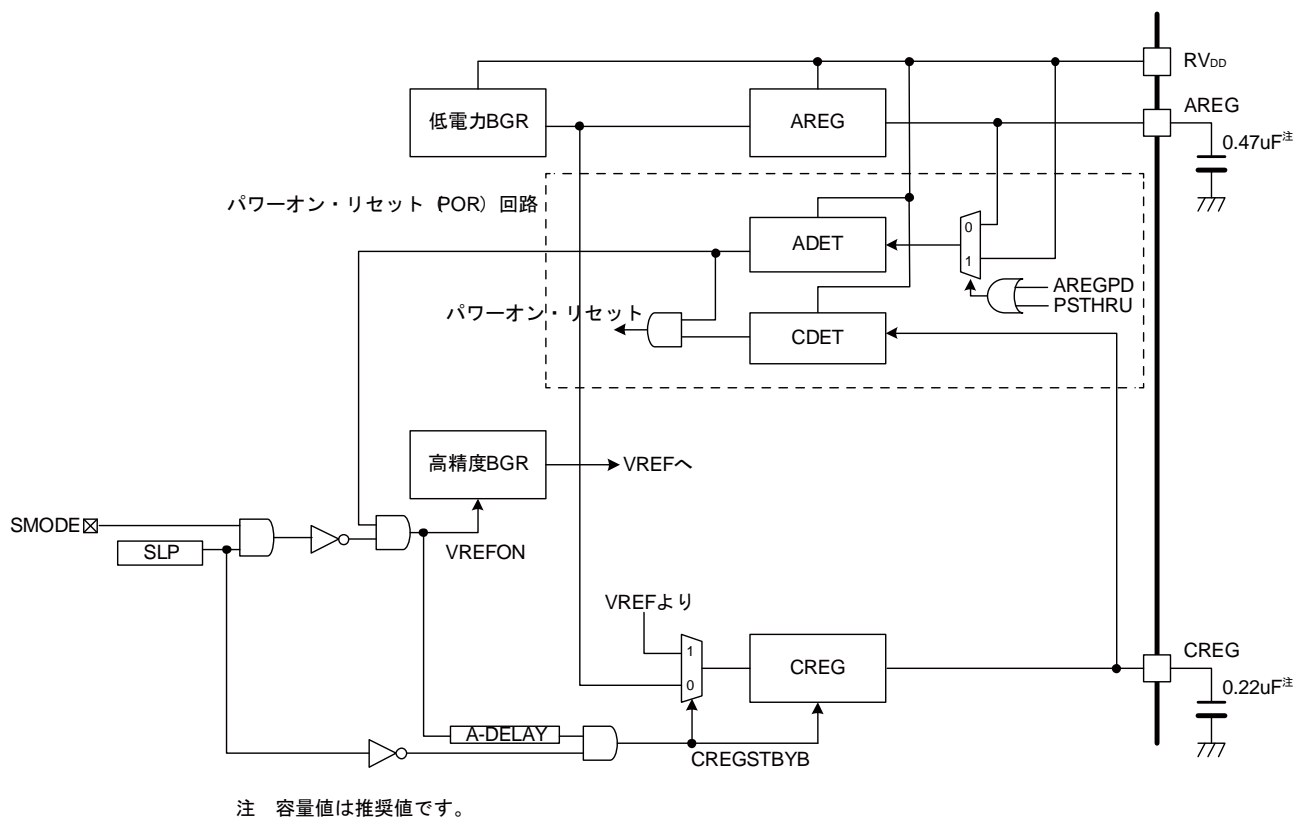 RVDD
AREG
0.47uF注
低電力BGR
AREG
パワーオン・リセット（POR）回路
ADET
0
1
AREGPD
PSTHRU
パワーオン・リセット
CDET
高精度BGR
VREFへ
SMODE
SLP
VREFON
VREFより
1
0
CREG
CREG
0.22uF注
A-DELAY
CREGSTBYB
注 容量値は推奨値です。